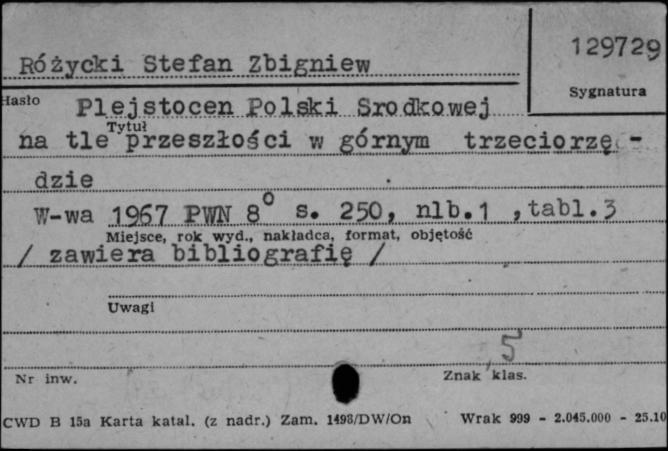 129729
Różycki Stefan Zbigniew
Hasło
Sygnatura
Plejstocen Polski Srodkowej
Tytuł
na tle przeszłości w górnym trzeciorzę-
dzie
W-wa 1967 PWN 8° s. 250, nlb.1 ,tabl.3
Miejsce, rok wyd., nakładca, format, objętość
/ zawiera bibliografię /
Uwagi
5
Nr inw.
Znak klas.
CWD B 15a Karta katal. (z nadr.) Zam. 1498/DW/On Wrak 999 - 2.045.000 - 25.10